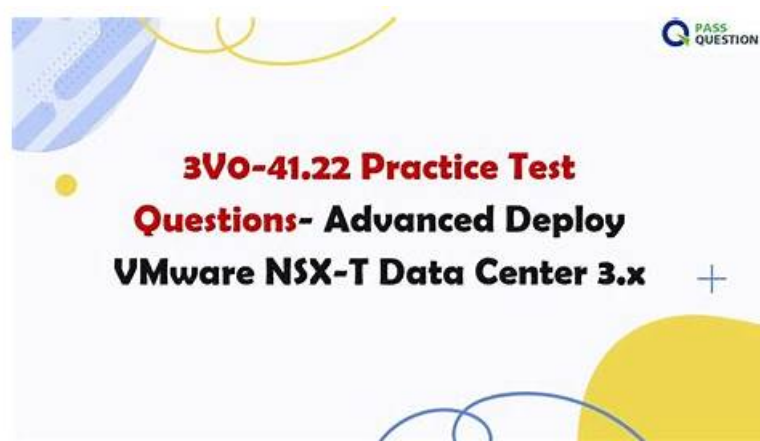 PASS
QUESTION
3V0-41.22 Practice Test
Questions- Advanced Deploy
VMware NSX-T Data Center 3.x